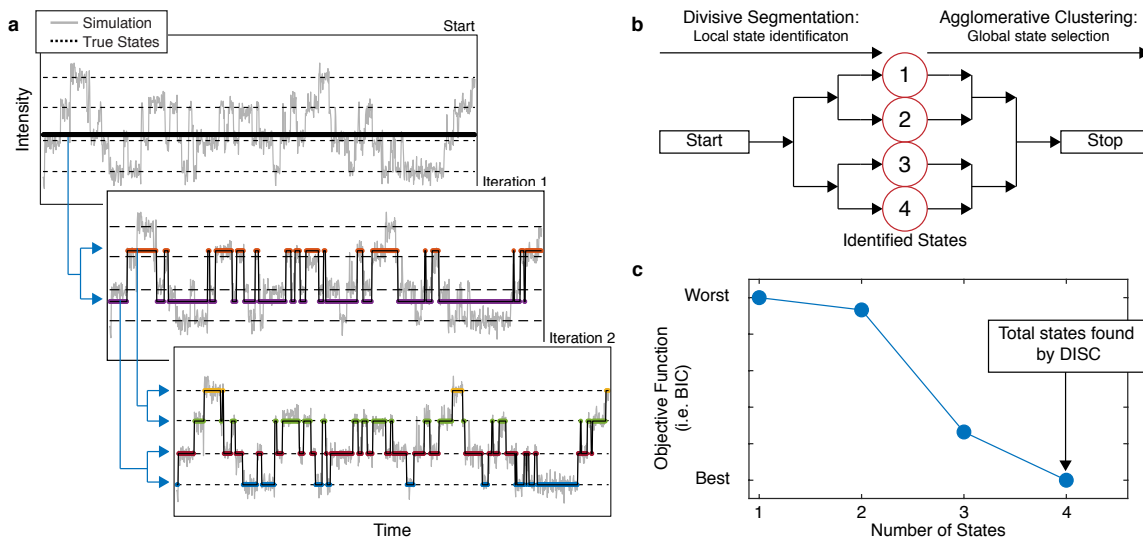 a
Simulation
True States
Start
Intensity
Iteration 1
Iteration 2
Time
b
Divisive Segmentation:
Local state identificaton
Agglomerative Clustering:
Global state selection
Start
1
2
3
4
Stop
Identified States
c
Objective Function
(i.e. BIC)
Worst
Best
Total states found
by DISC
1 2 3 4
Number of States